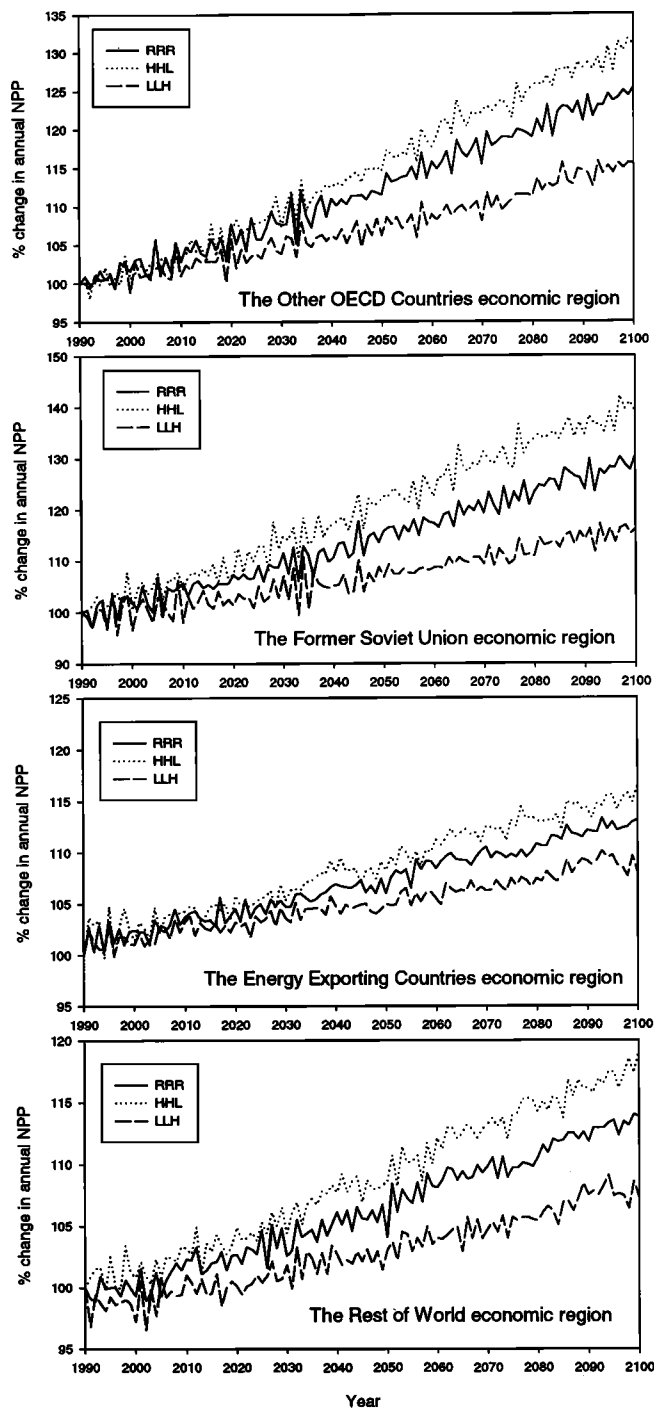 135
130
125
120
115
110
105
100
95
% change in annual NPP
RRR
HHL
LLH
The Other OECD Countries economic region
1990 2000 2010 2020 2030 2040 2050 2060 2070 2080 2090 2100
150
140
130
120
110
100
90
% change in annual NPP
RRR
HHL
LLH
The Former Soviet Union economic region
1990 2000 2010 2020 2030 2040 2050 2060 2070 2080 2090 2100
125
120
115
110
105
100
95
% change in annual NPP
RRR
HHL
LLH
The Energy Exporting Countries economic region
1990 2000 2010 2020 2030 2040 2050 2060 2070 2080 2090 2100
120
115
110
105
100
95
% change in annual NPP
RRR
HHL
LLH
The Rest of World economic region
1990 2000 2010 2020 2030 2040 2050 2060 2070 2080 2090 2100
Year